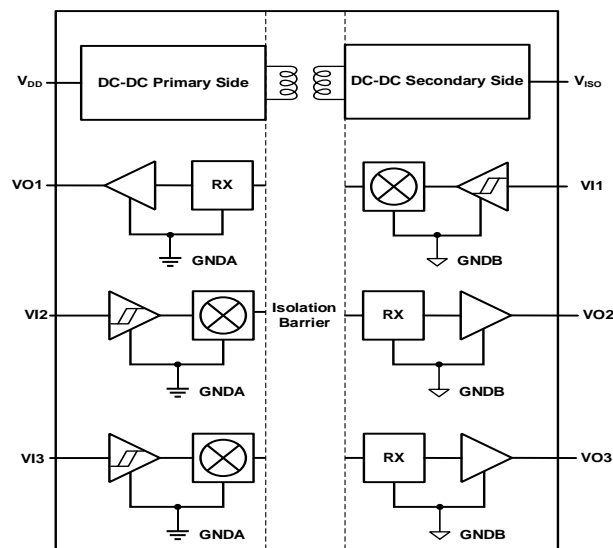 VDD
DC-DC Primary Side
DC-DC Secondary Side
VISO
VO1
RX
GNDA
VI1
GNDB
VI2
GNDA
Isolation
Barrier
RX
VO2
GNDB
VI3
GNDA
RX
VO3
GNDB